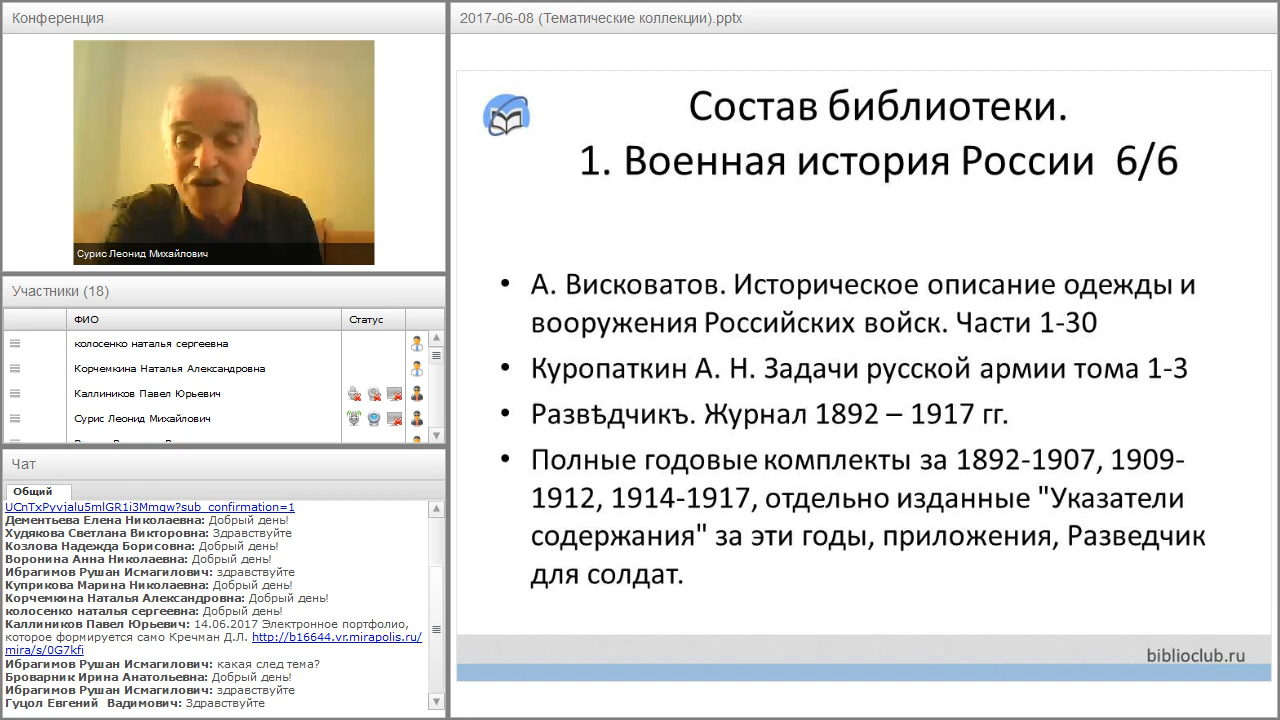 Конференция
Сурис Леонид Михайлович
Участники (18)
ФИО
Статус
колосенко наталья сергеевна
Корчемкина Наталья Александровна
Каллиников Павел Юрьевич
Сурис Леонид Михайлович
Чат
Общий
UCnTxPyvjalu5mlGR1i3Mmqw?sub_confirmation=1
Дементьева Елена Николаевна: Добрый день!
Худякова Светлана Викторовна: Здравствуйте
Козлова Надежда Борисовна: Добрый день!
Воронина Анна Николаевна: Добрый день!
Ибрагимов Рушан Исмагилович: здравствуйте
Куприкова Марина Николаевна: Добрый день!
Корчемкина Наталья Александровна: Добрый день!
колосенко наталья сергеевна: Добрый день!
Каллиников Павел Юрьевич: 14.06.2017 Электронное портфолио,
которое формируется само Кречман Д.Л. http://b16644.vr.mirapolis.ru/
mira/s/0G7kfi
Ибрагимов Рушан Исмагилович: какая след тема?
Броварник Ирина Анатольевна: Добрый день!
Ибрагимов Рушан Исмагилович: здравствуйте
Гуцол Евгений Вадимович: Здравствуйте
2017-06-08 (Тематические коллекции).pptx
Состав библиотеки.
1. Военная история России 6/6
• А. Висковатов. Историческое описание одежды и
вооружения Российских войск. Части 1-30
• Куропаткин А. Н. Задачи русской армии тома 1-3
• Развѣдчикъ. Журнал 1892 – 1917 гг.
• Полные годовые комплекты за 1892-1907, 1909-
1912, 1914-1917, отдельно изданные "Указатели
содержания" за эти годы, приложения, Разведчик
для солдат.
biblioclub.ru